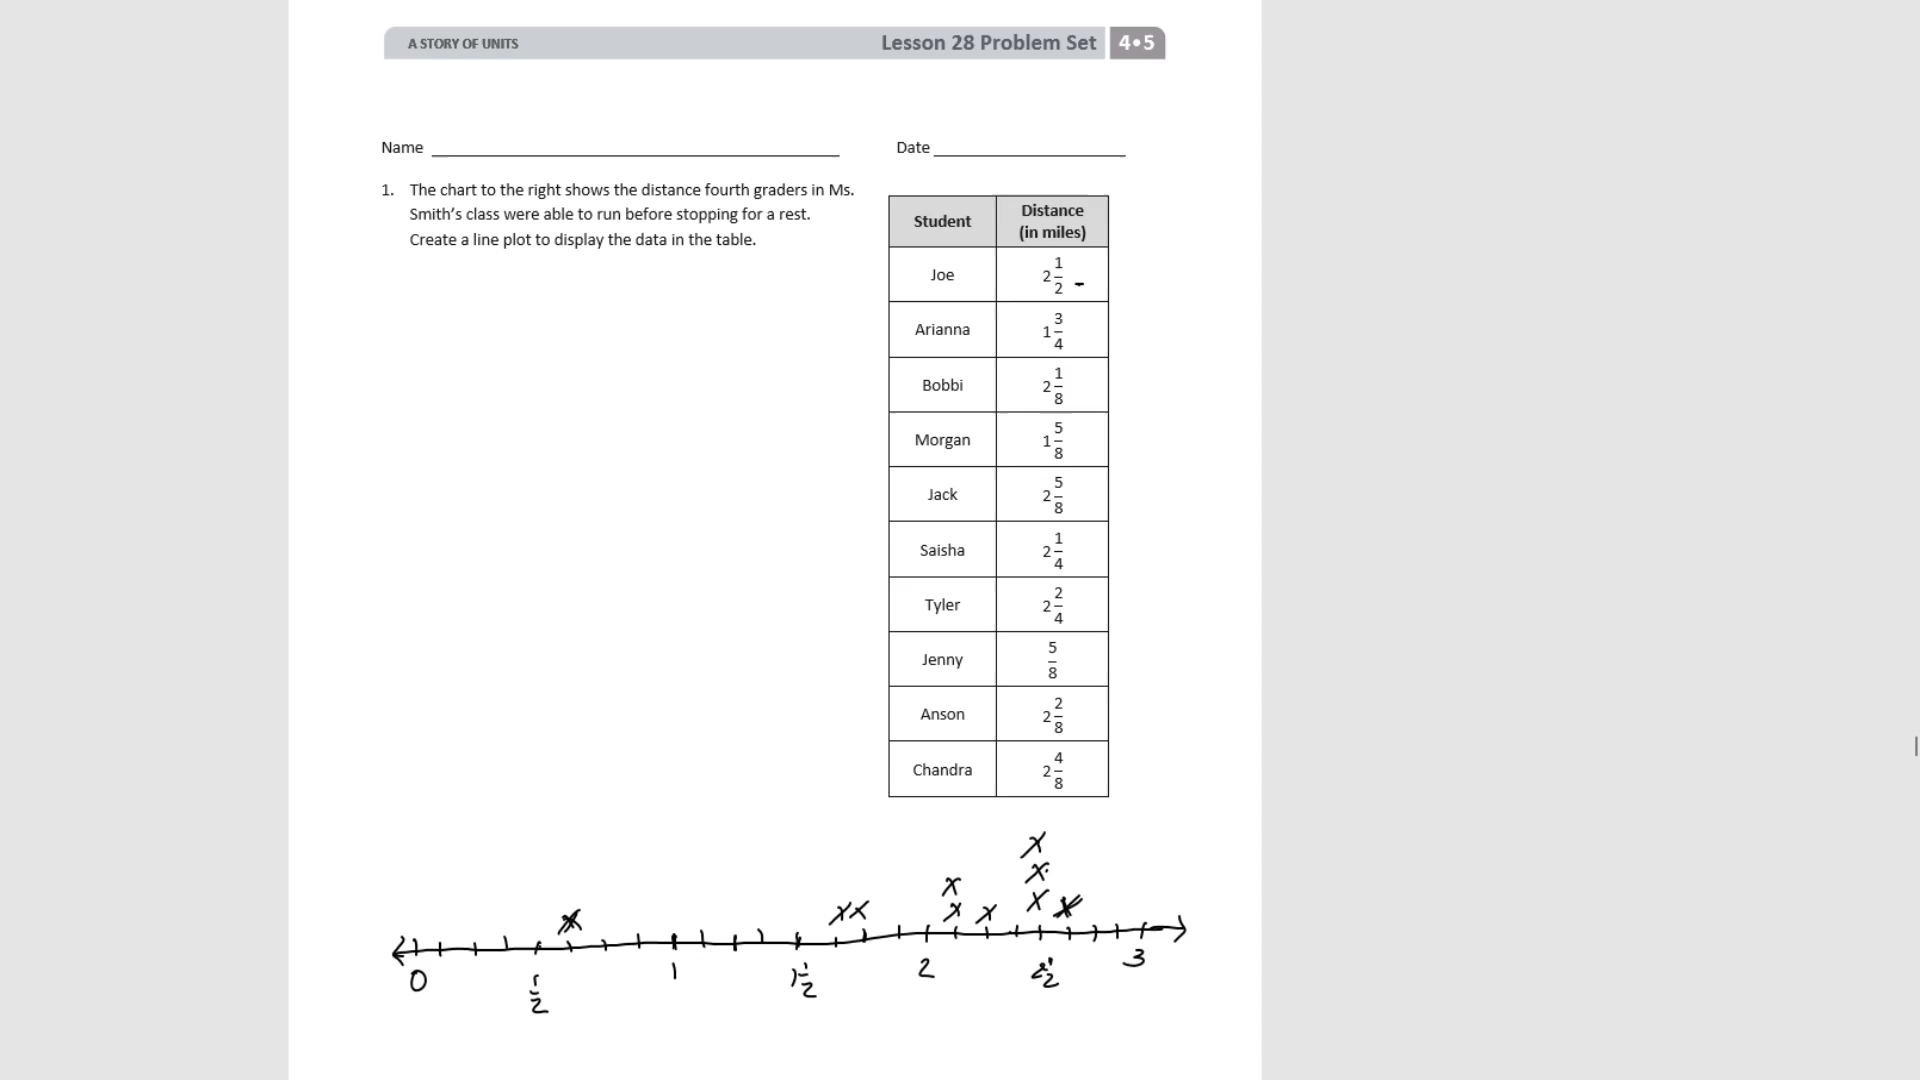 A STORY OF UNITS
Lesson 28 Problem Set 4•5
Name
Date
1. The chart to the right shows the distance fourth graders in Ms.
Smith's class were able to run before stopping for a rest.
Create a line plot to display the data in the table.
Student Distance (in miles)
Joe 2 1/2 -
Arianna 1 3/4
Bobbi 2 1/8
Morgan 1 5/8
Jack 2 5/8
Saisha 2 1/4
Tyler 2 2/4
Jenny 5/8
Anson 2 2/8
Chandra 2 4/8
X
X
X X
X XX X X X X
0 1/2 1 1 1/2 2 2 1/2 3